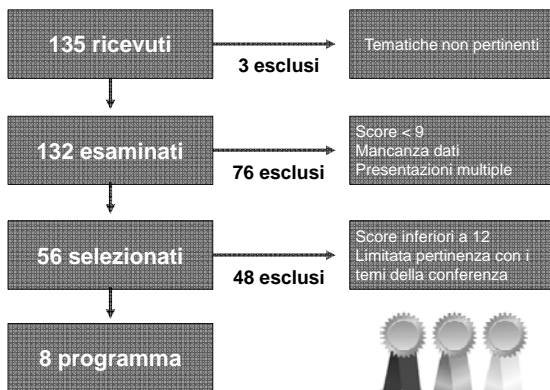 135 ricevuti
3 esclusi
Tematiche non pertinenti
132 esaminati
76 esclusi
Score < 9
Mancanza dati
Presentazioni multiple
56 selezionati
48 esclusi
Score inferiori a 12
Limitata pertinenza con i
temi della conferenza
8 programma